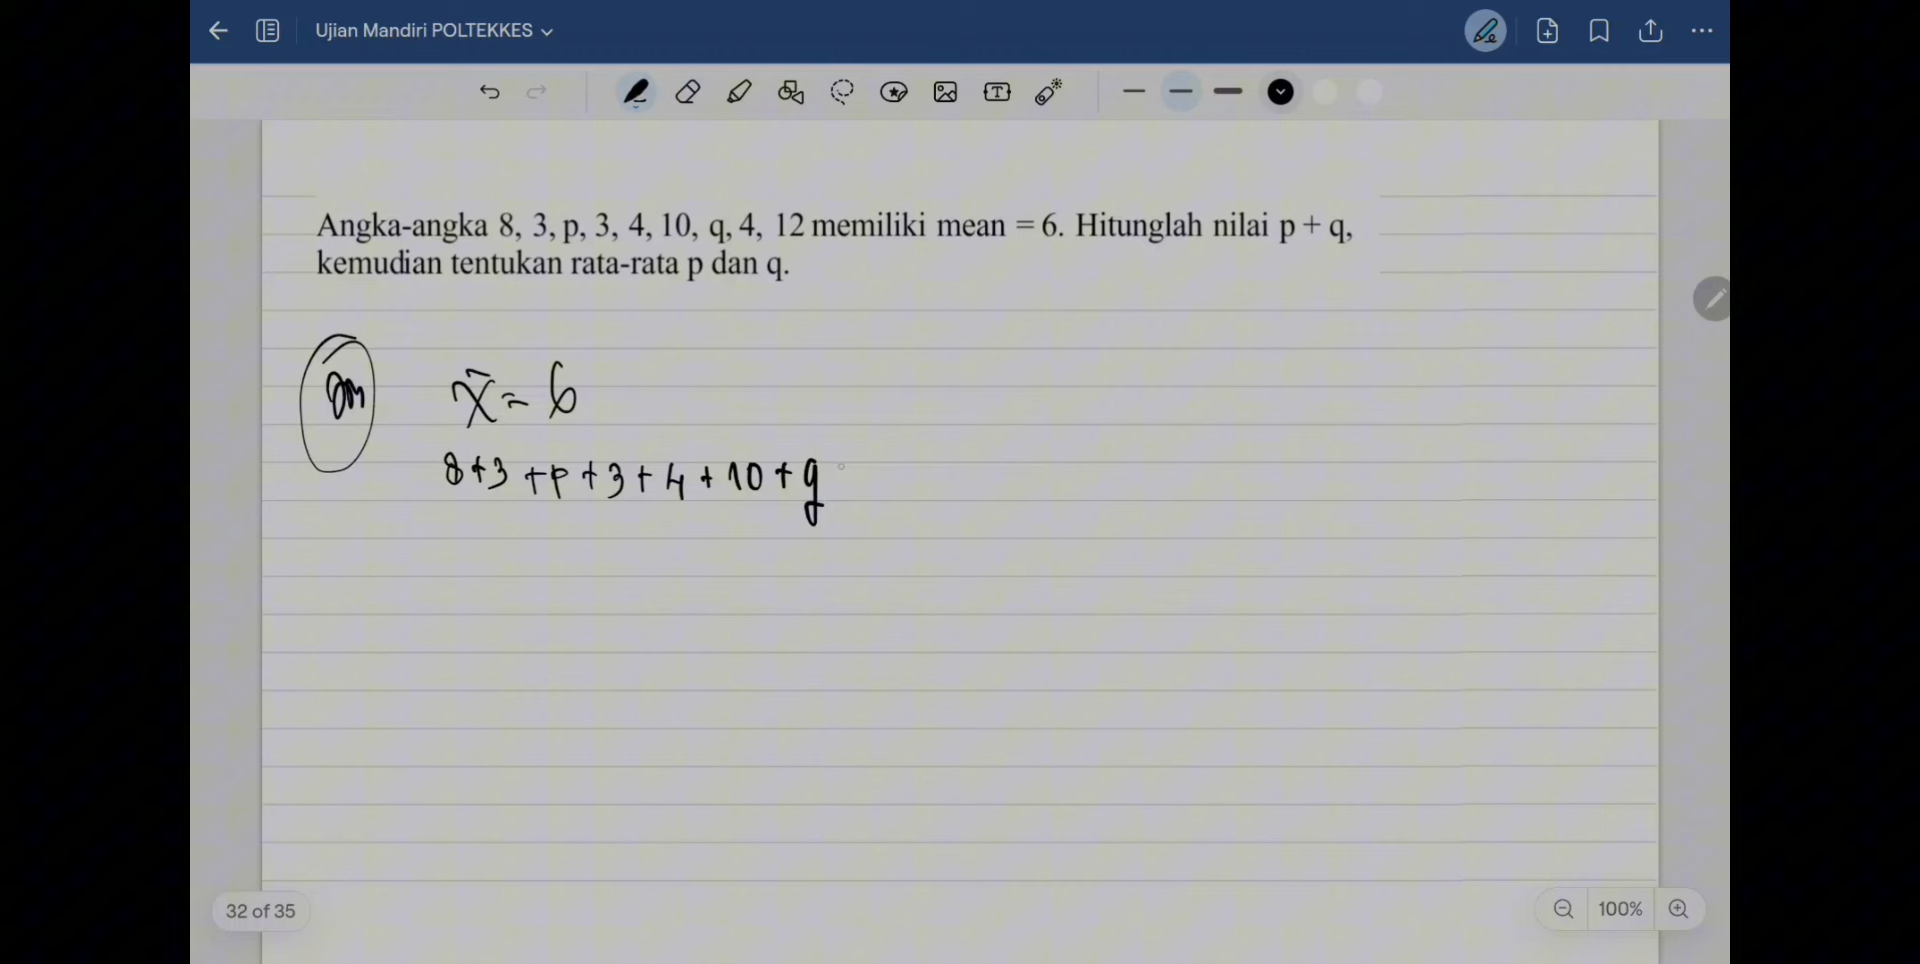 Ujian Mandiri POLTEKKES
Angka-angka 8, 3, p, 3, 4, 10, q, 4, 12 memiliki mean = 6. Hitunglah nilai p + q,
kemudian tentukan rata-rata p dan q.
x̄ = 6
8+3 +p+3+4+10+q
32 of 35
100%